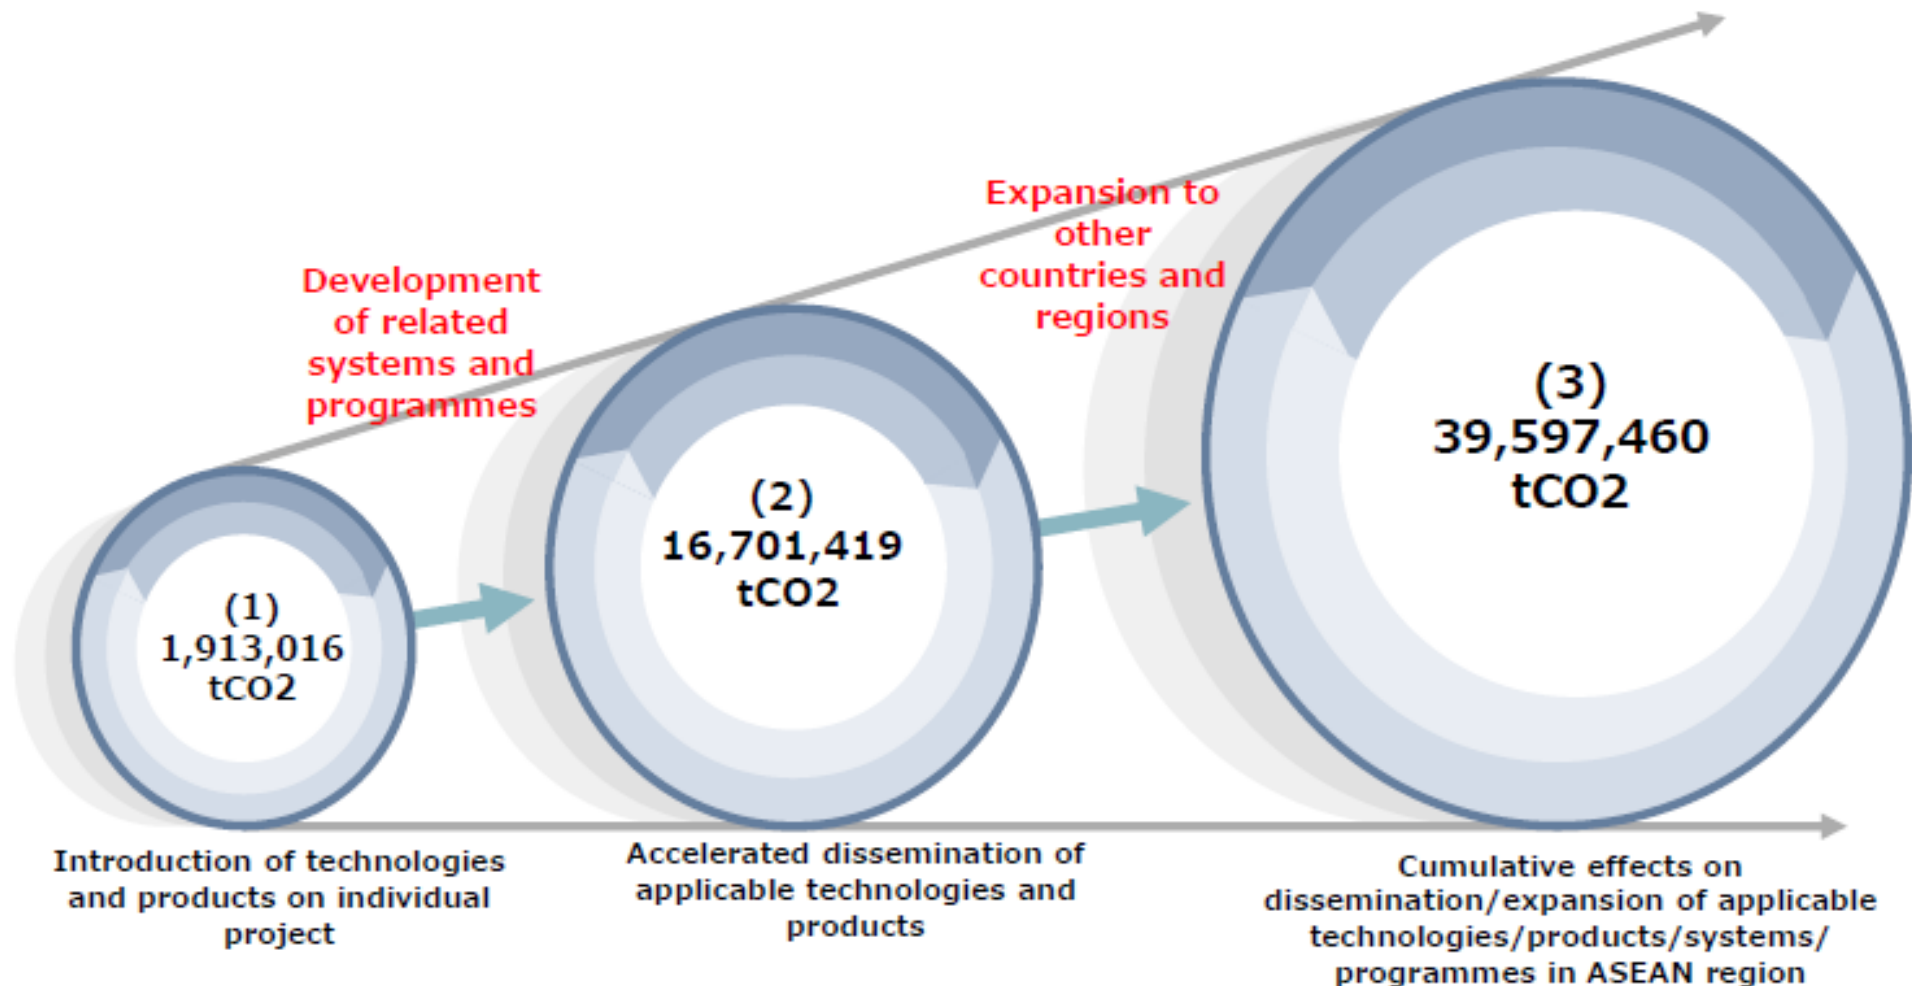 Expansion to
other
countries and
regions
Development
of related
systems and
programmes
(1)
1,913,016
tCO2
(2)
16,701,419
tCO2
(3)
39,597,460
tCO2
Introduction of technologies
and products on individual
project
Accelerated dissemination of
applicable technologies and
products
Cumulative effects on
dissemination/expansion of applicable
technologies/products/systems/
programmes in ASEAN region